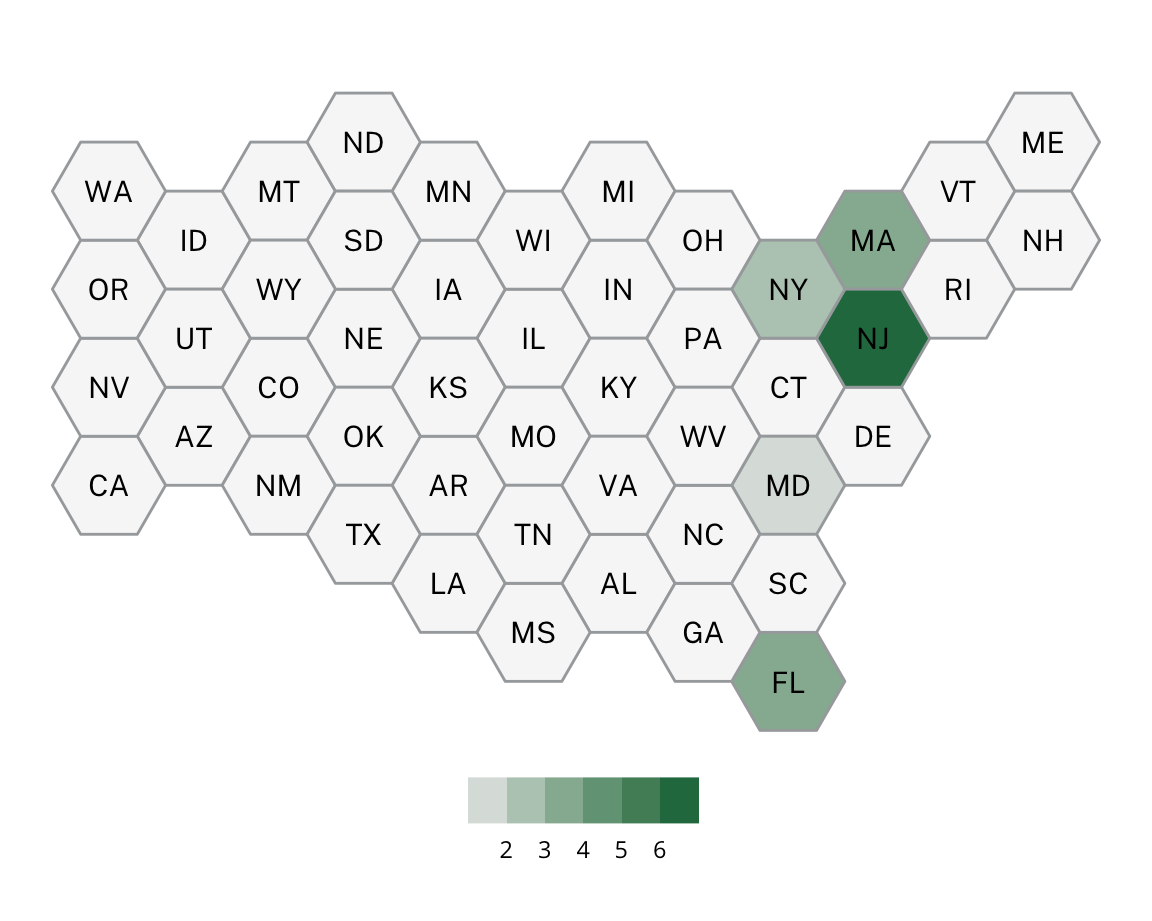 ND ME
WA MT MN MI VT
ID SD WI OH MA NH
OR WY IA IN NY RI
UT NE IL PA NJ
NV CO KS KY CT
AZ OK MO WV DE
CA NM AR VA MD
TX TN NC
LA AL SC
MS GA
FL
2 3 4 5 6